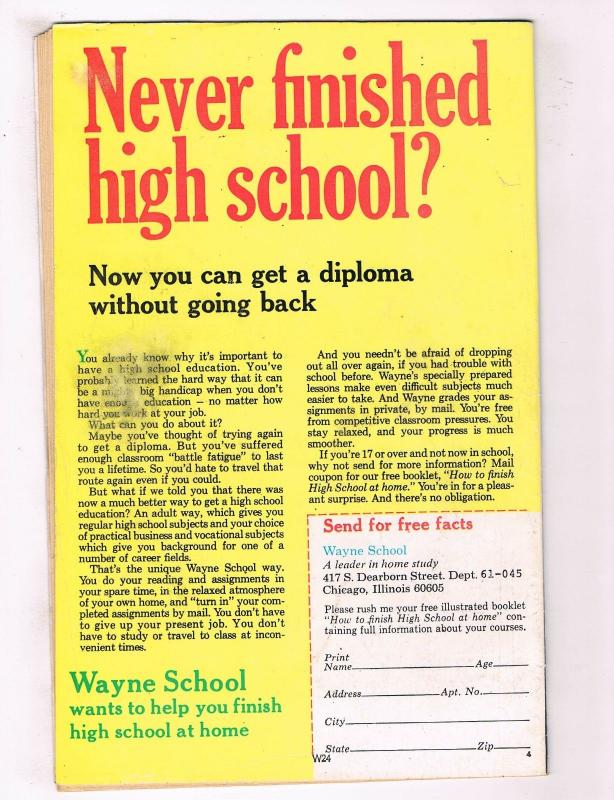 Never finished
high school?
Now you can get a diploma
without going back
You already know why it's important to
have a high school education. You've
probably learned the hard way that it can
be a mighty big handicap when you don't
have enough education — no matter how
hard you work at your job.
What can you do about it?
Maybe you've thought of trying again
to get a diploma. But you've suffered
enough classroom "battle fatigue" to last
you a lifetime. So you'd hate to travel that
route again even if you could.
But what if we told you that there was
now a much better way to get a high school
education? An adult way, which gives you
regular high school subjects and your choice
of practical business and vocational subjects
which give you background for one of a
number of career fields.
That's the unique Wayne School way.
You do your reading and assignments in
your spare time, in the relaxed atmosphere
of your own home, and "turn in" your com-
pleted assignments by mail. You don't have
to give up your present job. You don't
have to study or travel to class at incon-
venient times.
Wayne School
wants to help you finish
high school at home
And you needn't be afraid of dropping
out all over again, if you had trouble with
school before. Wayne's specially prepared
lessons make even difficult subjects much
easier to take. And Wayne grades your as-
signments in private, by mail. You're free
from competitive classroom pressures. You
stay relaxed, and your progress is much
smoother.
If you're 17 or over and not now in school,
why not send for more information? Mail
coupon for our free booklet, "How to finish
High School at home." You're in for a pleas-
ant surprise. And there's no obligation.
Send for free facts
Wayne School
A leader in home study
417 S. Dearborn Street. Dept. 61-045
Chicago, Illinois 60605
Please rush me your free illustrated booklet
"How to finish High School at home" con-
taining full information about your courses.
Print
Name Age
Address Apt. No.
City
State Zip
W24 4